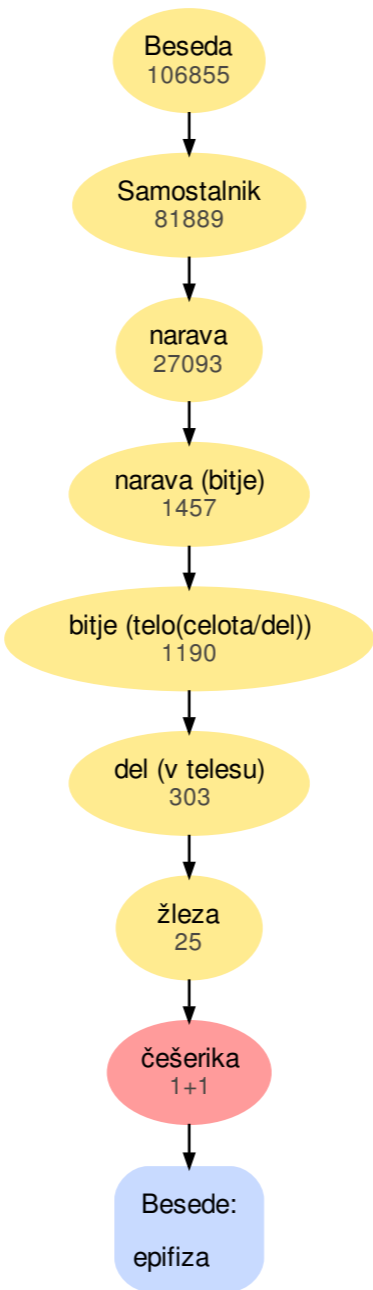 Beseda
106855
Samostalnik
81889
narava
27093
narava (bitje)
1457
bitje (telo(celota/del))
1190
del (v telesu)
303
žleza
25
češerika
1+1
Besede:
epifiza